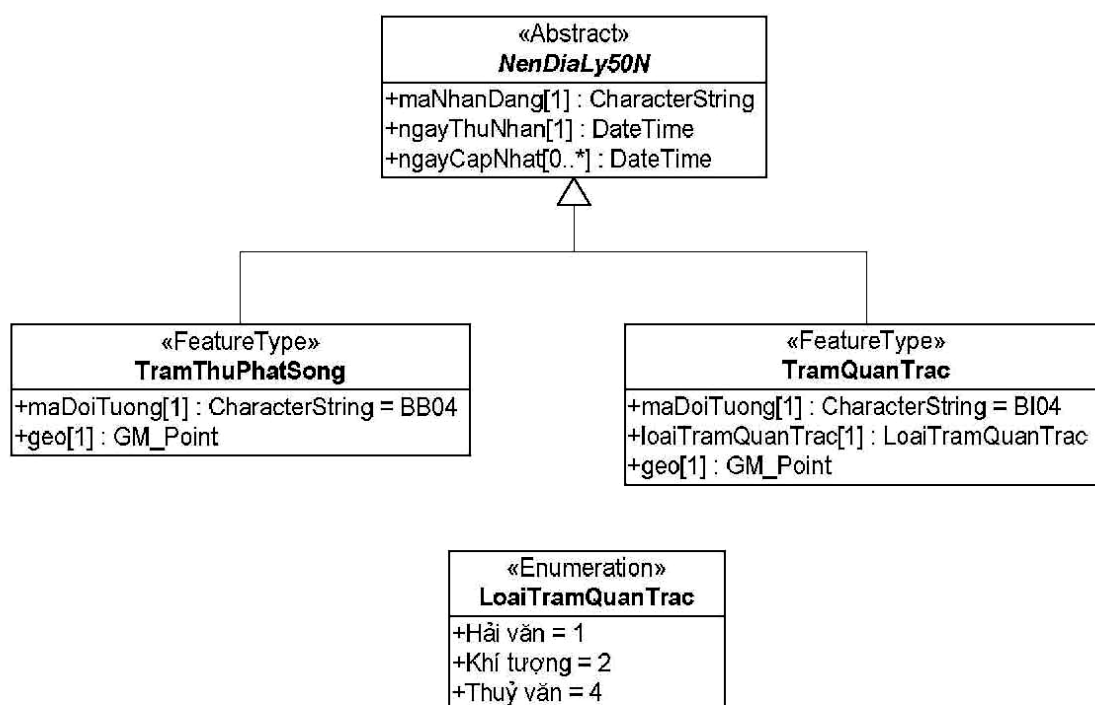 «Abstract»
NenDiaLy50N
+maNhanDang[1] : CharacterString
+ngayThuNhan[1] : DateTime
+ngayCapNhat[0..*] : DateTime
«FeatureType»
TramThuPhatSong
+maDoiTuong[1] : CharacterString = BB04
+geo[1] : GM_Point
«FeatureType»
TramQuanTrac
+maDoiTuong[1] : CharacterString = BI04
+loaiTramQuanTrac[1] : LoaiTramQuanTrac
+geo[1] : GM_Point
«Enumeration»
LoaiTramQuanTrac
+Hải văn = 1
+Khí tượng = 2
+Thuỷ văn = 4